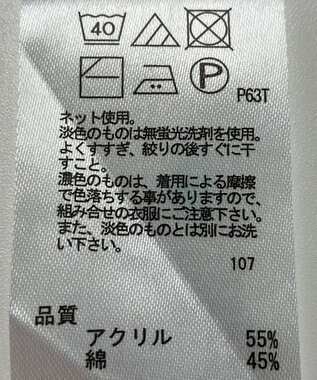 40
P
P63T
ネット使用。
淡色のものは無蛍光洗剤を使用。
よくすすぎ、絞りの後すぐに干
すこと。
濃色のものは、着用による摩擦
で色落ちする事がありますので、
組み合せの衣服にご注意下さい。
また、淡色のものとは別にお洗
い下さい。
107
品質
アクリル 55%
綿 45%